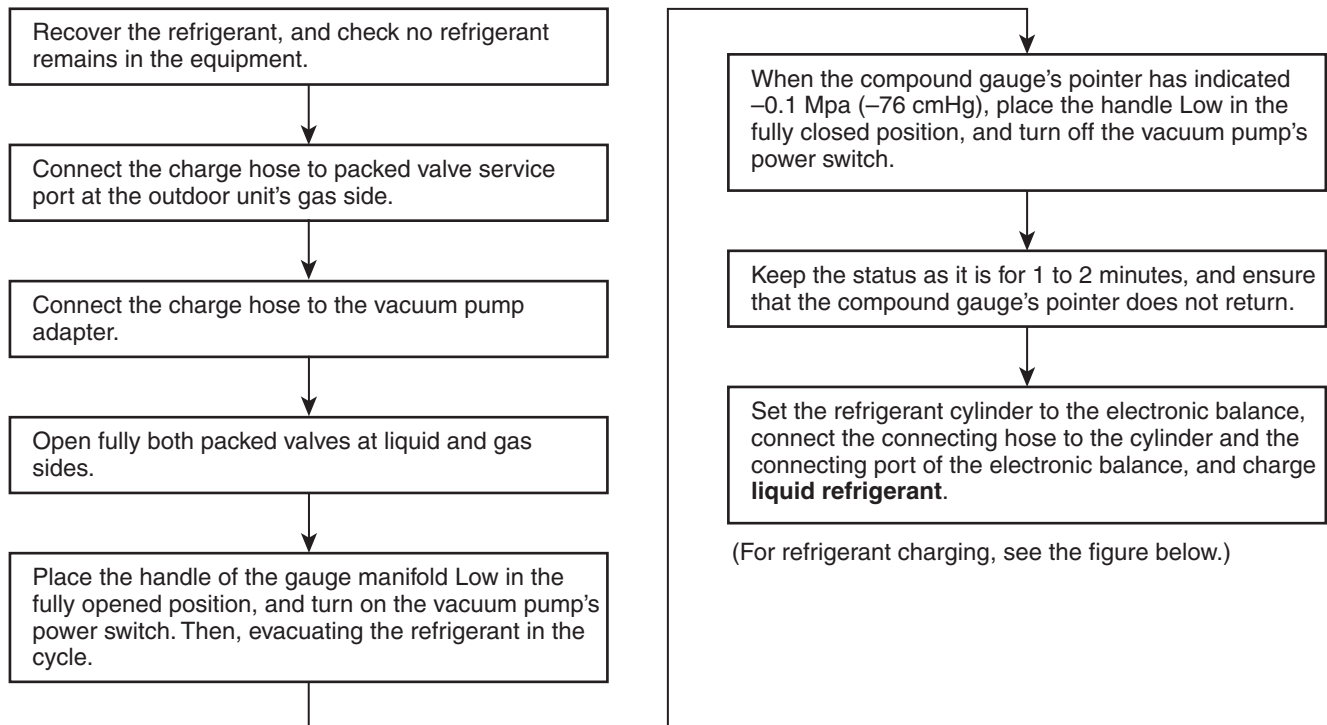 Recover the refrigerant, and check no refrigerant
remains in the equipment.
Connect the charge hose to packed valve service
port at the outdoor unit's gas side.
Connect the charge hose to the vacuum pump
adapter.
Open fully both packed valves at liquid and gas
sides.
Place the handle of the gauge manifold Low in the
fully opened position, and turn on the vacuum pump's
power switch. Then, evacuating the refrigerant in the
cycle.
When the compound gauge's pointer has indicated
–0.1 Mpa (–76 cmHg), place the handle Low in the
fully closed position, and turn off the vacuum pump's
power switch.
Keep the status as it is for 1 to 2 minutes, and ensure
that the compound gauge's pointer does not return.
Set the refrigerant cylinder to the electronic balance,
connect the connecting hose to the cylinder and the
connecting port of the electronic balance, and charge
liquid refrigerant.
(For refrigerant charging, see the figure below.)